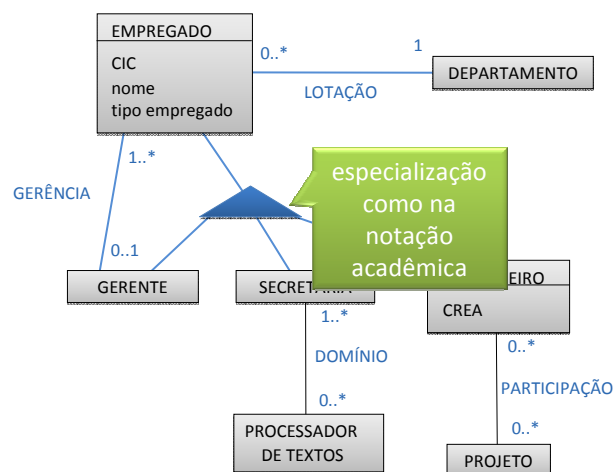 EMPREGADO
CIC
nome
tipo empregado
0..*
1
LOTAÇÃO
DEPARTAMENTO
1..*
GERÊNCIA
0..1
especialização
como na
notação
acadêmica
GERENTE
EIRO
CREA
1..*
DOMÍNIO
0..*
0..*
PARTICIPAÇÃO
0..*
PROCESSADOR
DE TEXTOS
PROJETO